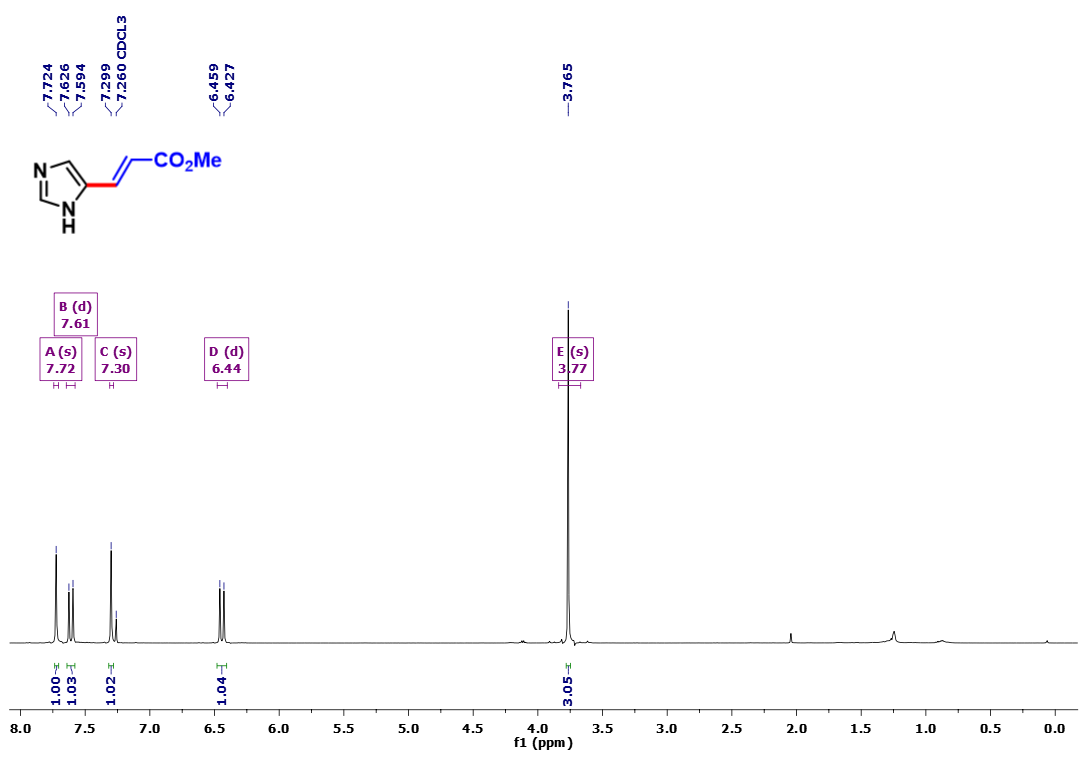 7.724
7.626
7.594
7.299
7.260 CDCL3
6.459
6.427
3.765
N
N
H
CO2Me
B (d)
7.61
A (s)
7.72
C (s)
7.30
D (d)
6.44
E (s)
3.77
1.00
1.03
1.02
1.04
3.05
8.0 7.5 7.0 6.5 6.0 5.5 5.0 4.5 4.0 3.5 3.0 2.5 2.0 1.5 1.0 0.5 0.0
f1 (ppm)